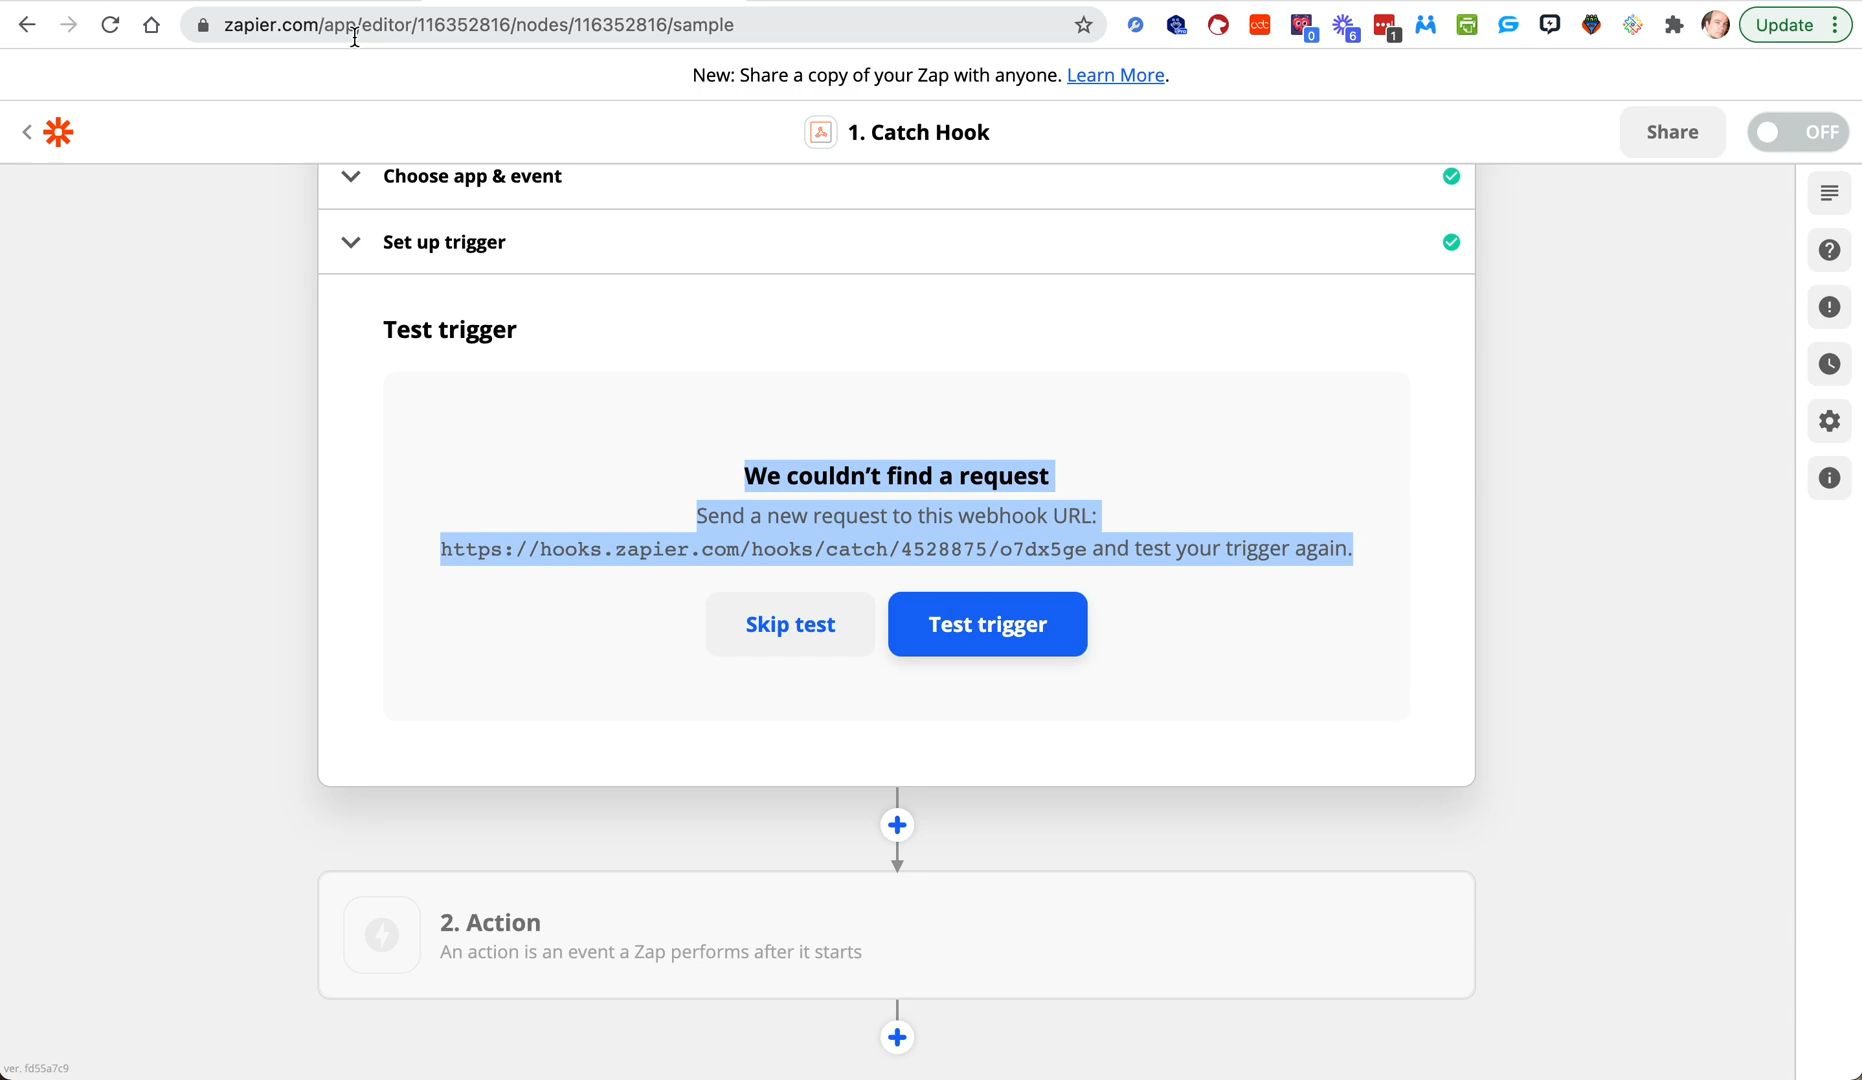 zapier.com/app/editor/116352816/nodes/116352816/sample
0
6
1
Update
New: Share a copy of your Zap with anyone. Learn More.
1. Catch Hook
Share
OFF
Choose app & event
Set up trigger
Test trigger
We couldn’t find a request
Send a new request to this webhook URL:
https://hooks.zapier.com/hooks/catch/4528875/o7dx5ge and test your trigger again.
Skip test
Test trigger
2. Action
An action is an event a Zap performs after it starts
ver. fd55a7c9